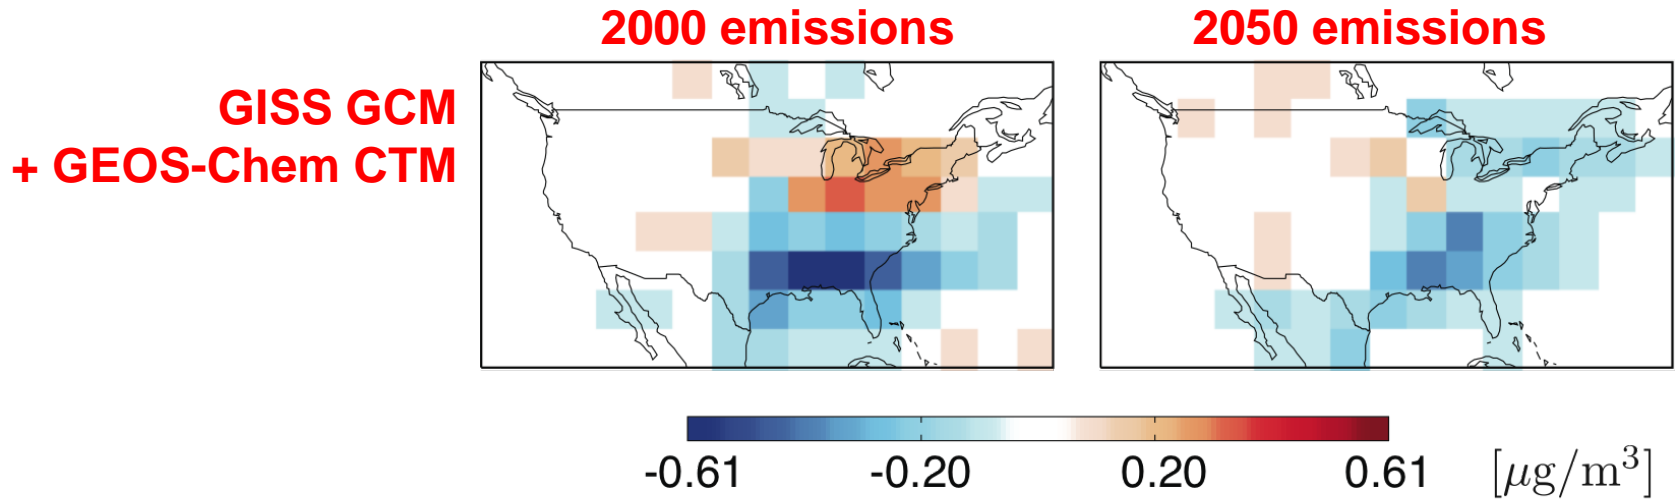 2000 emissions
2050 emissions
GISS GCM
+ GEOS-Chem CTM
-0.61 -0.20 0.20 0.61 [μg/m³]